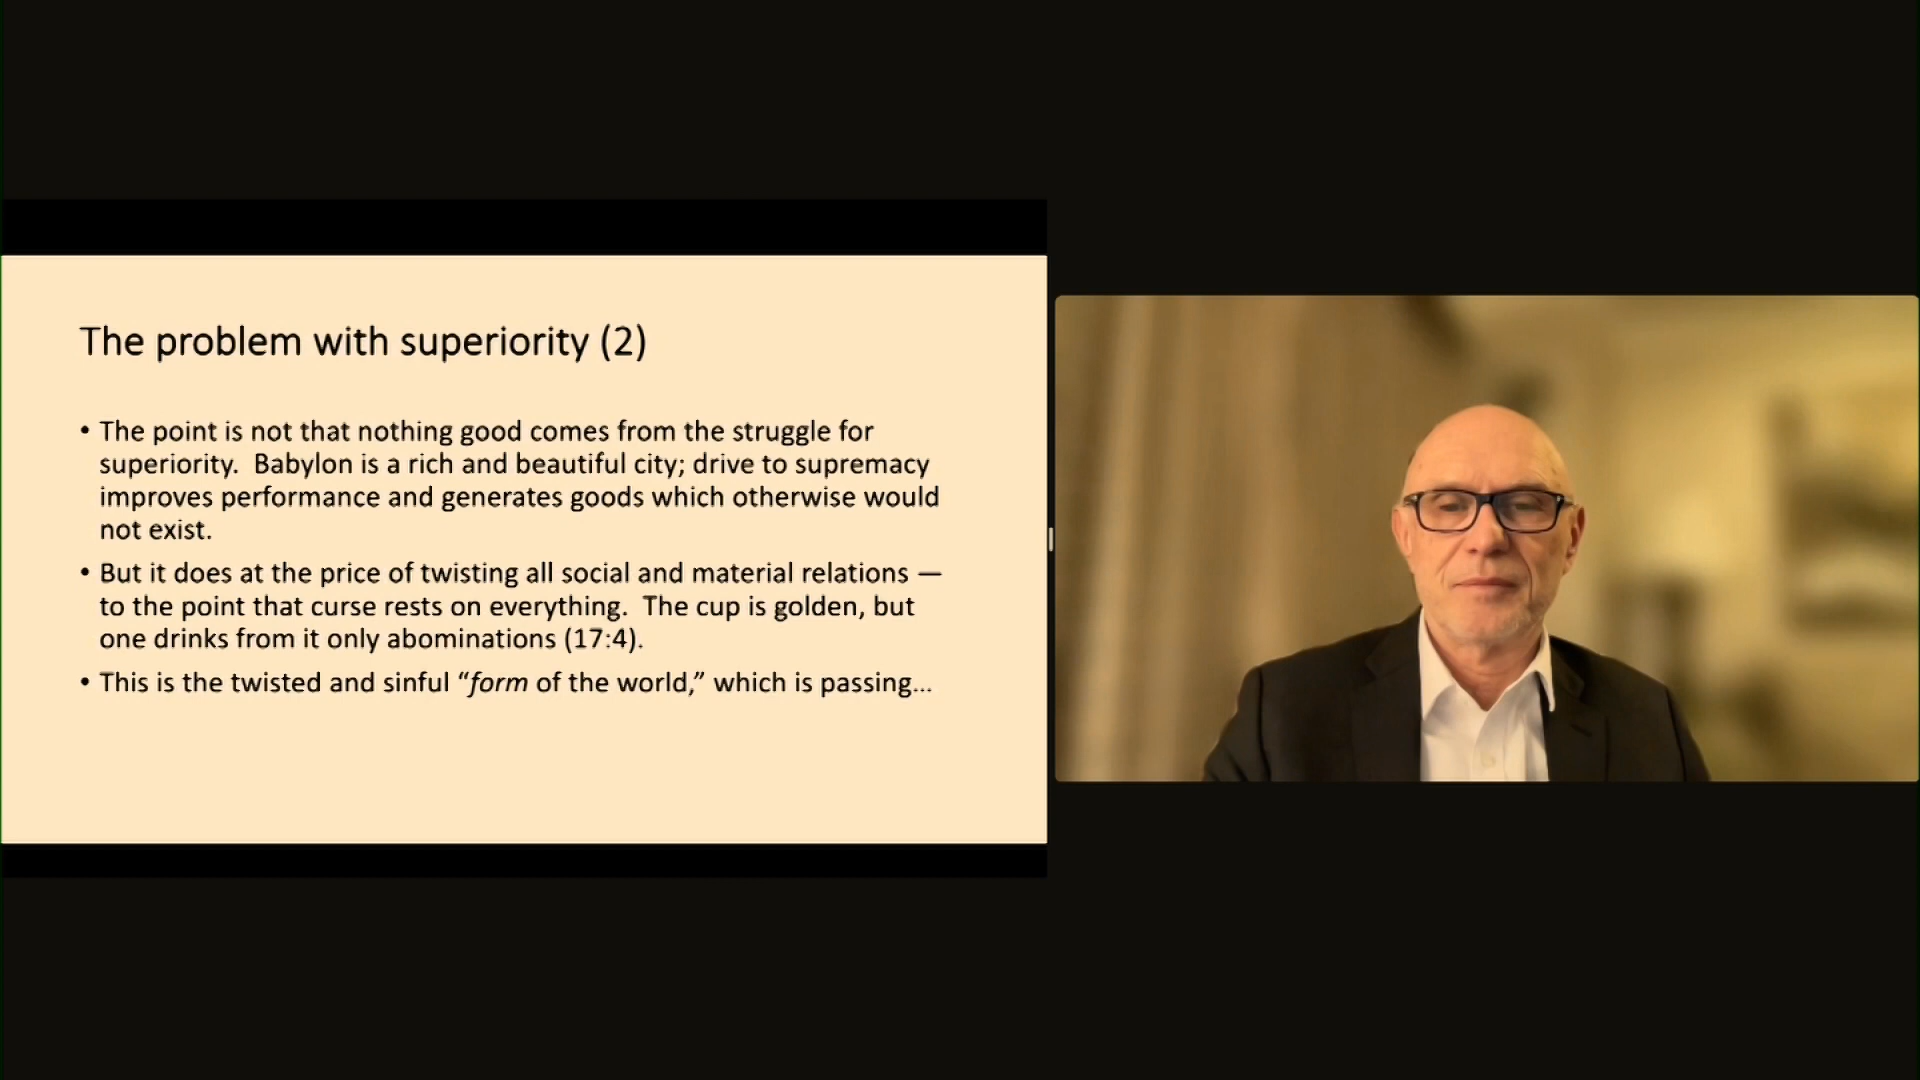 The problem with superiority (2)
• The point is not that nothing good comes from the struggle for
superiority.  Babylon is a rich and beautiful city; drive to supremacy
improves performance and generates goods which otherwise would
not exist.
• But it does at the price of twisting all social and material relations —
to the point that curse rests on everything.  The cup is golden, but
one drinks from it only abominations (17:4).
• This is the twisted and sinful “form of the world,” which is passing...